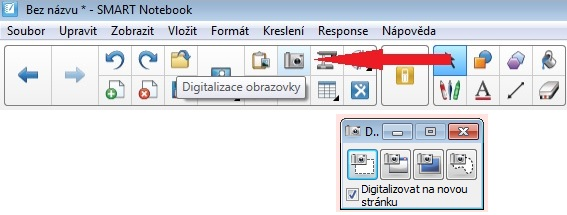 Bez názvu * - SMART Notebook
Soubor Upravit Zobrazit Vložit Formát Kreslení Response Nápověda
A
Digitalizace obrazovky
D..
Digitalizovat na novou
stránku